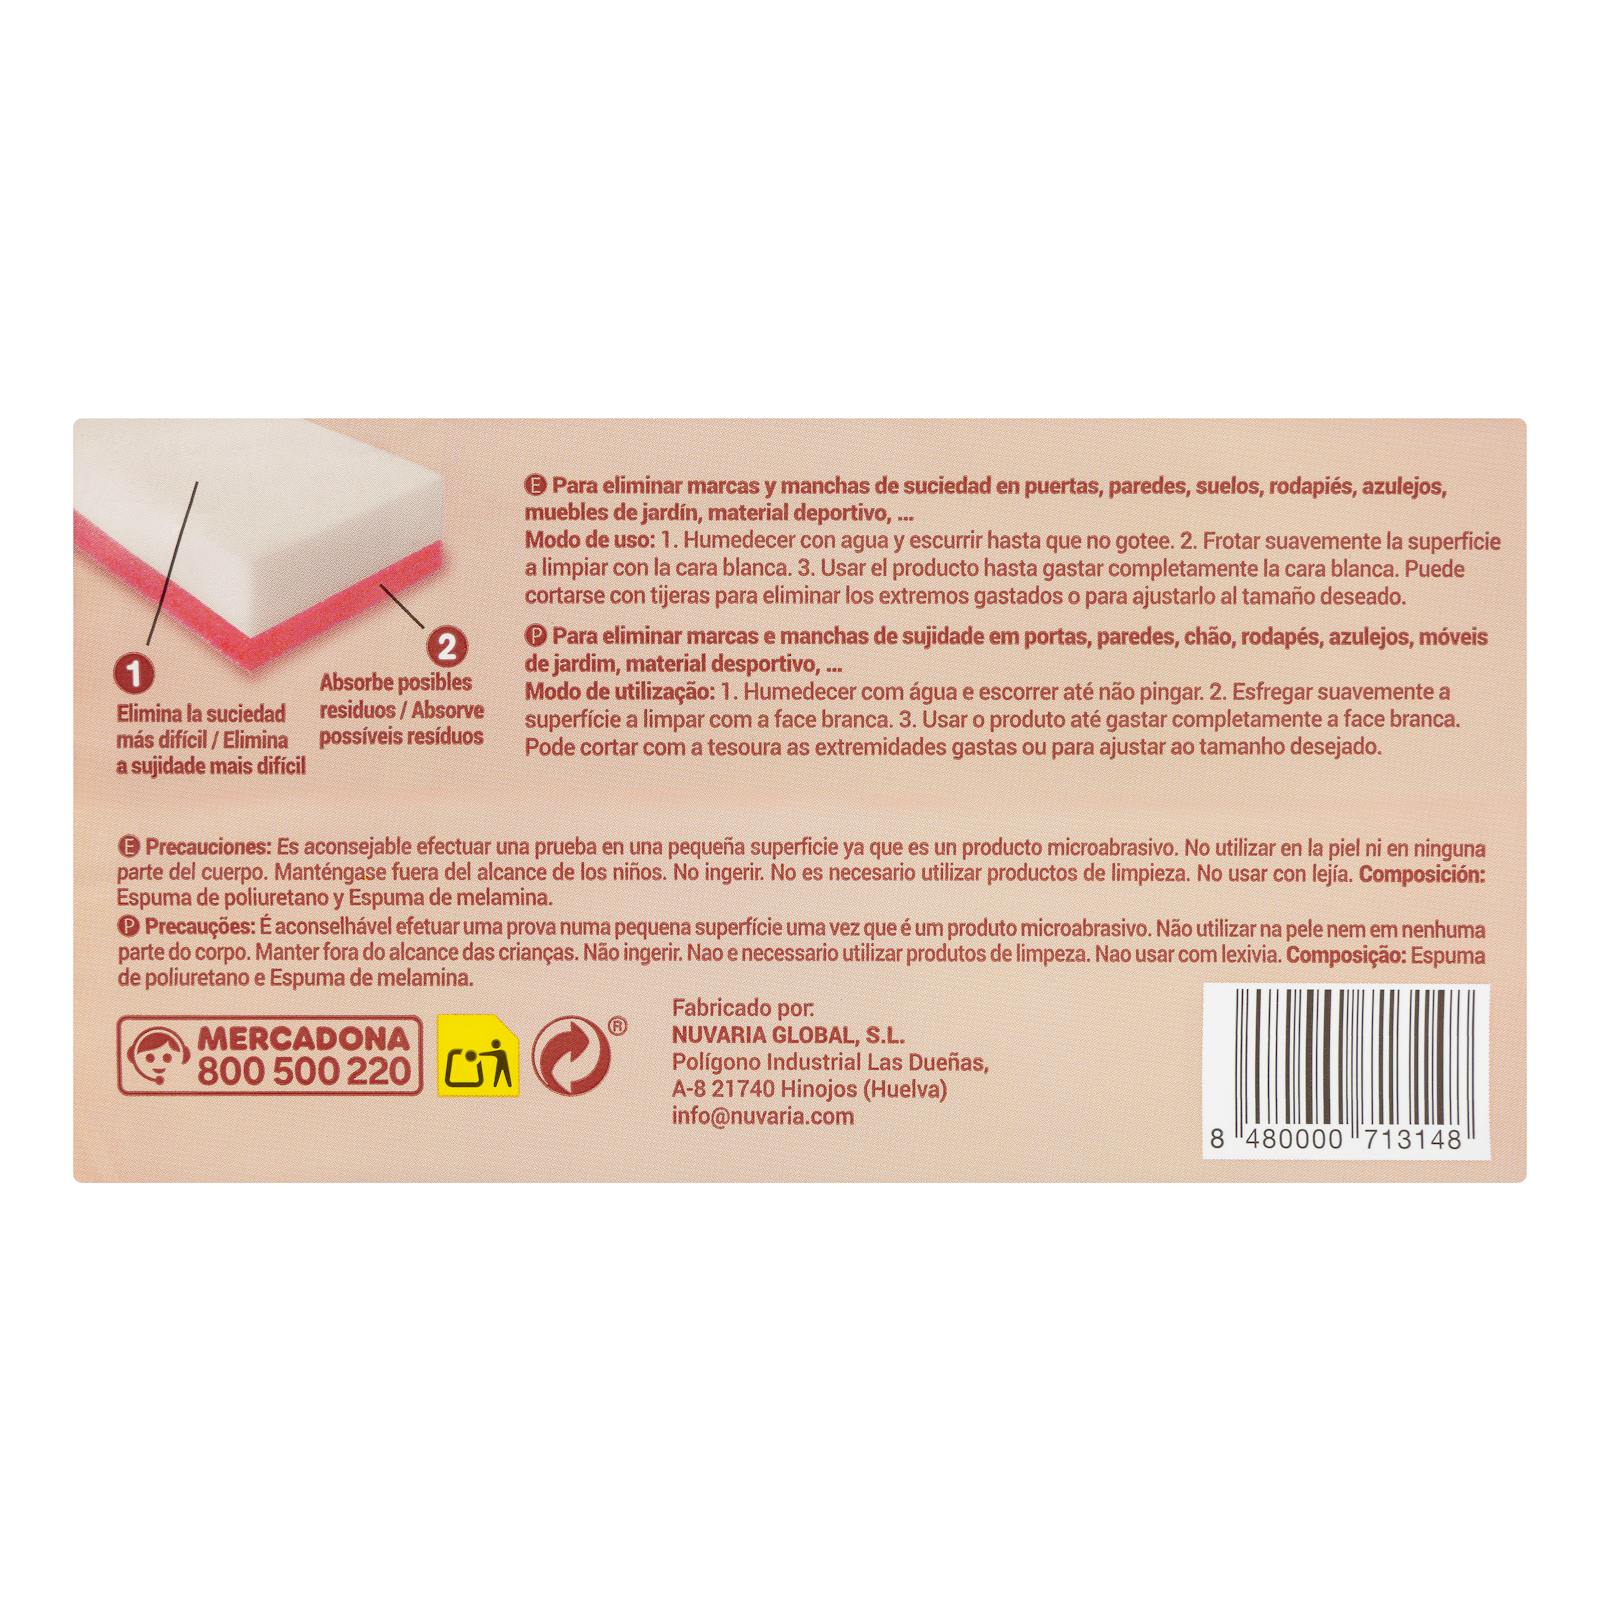 1
Elimina la suciedad
más difícil / Elimina
a sujidade mais difícil
2
Absorbe posibles
residuos / Absorve
possíveis resíduos
E Para eliminar marcas y manchas de suciedad en puertas, paredes, suelos, rodapiés, azulejos,
muebles de jardín, material deportivo, ...
Modo de uso: 1. Humedecer con agua y escurrir hasta que no gotee. 2. Frotar suavemente la superficie
a limpiar con la cara blanca. 3. Usar el producto hasta gastar completamente la cara blanca. Puede
cortarse con tijeras para eliminar los extremos gastados o para ajustarlo al tamaño deseado.
P Para eliminar marcas e manchas de sujidade em portas, paredes, chão, rodapés, azulejos, móveis
de jardim, material desportivo, ...
Modo de utilização: 1. Humedecer com água e escorrer até não pingar. 2. Esfregar suavemente a
superfície a limpar com a face branca. 3. Usar o produto até gastar completamente a face branca.
Pode cortar com a tesoura as extremidades gastas ou para ajustar ao tamanho desejado.
E Precauciones: Es aconsejable efectuar una prueba en una pequeña superficie ya que es un producto microabrasivo. No utilizar en la piel ni en ninguna
parte del cuerpo. Manténgase fuera del alcance de los niños. No ingerir. No es necesario utilizar productos de limpieza. No usar con lejía. Composición:
Espuma de poliuretano y Espuma de melamina.
P Precauções: É aconselhável efetuar uma prova numa pequena superfície uma vez que é um produto microabrasivo. Não utilizar na pele nem em nenhuma
parte do corpo. Manter fora do alcance das crianças. Não ingerir. Nao e necessario utilizar produtos de limpeza. Nao usar com lexivia. Composição: Espuma
de poliuretano e Espuma de melamina.
MERCADONA
800 500 220
®
Fabricado por:
NUVARIA GLOBAL, S.L.
Polígono Industrial Las Dueñas,
A-8 21740 Hinojos (Huelva)
info@nuvaria.com
8 480000 713148